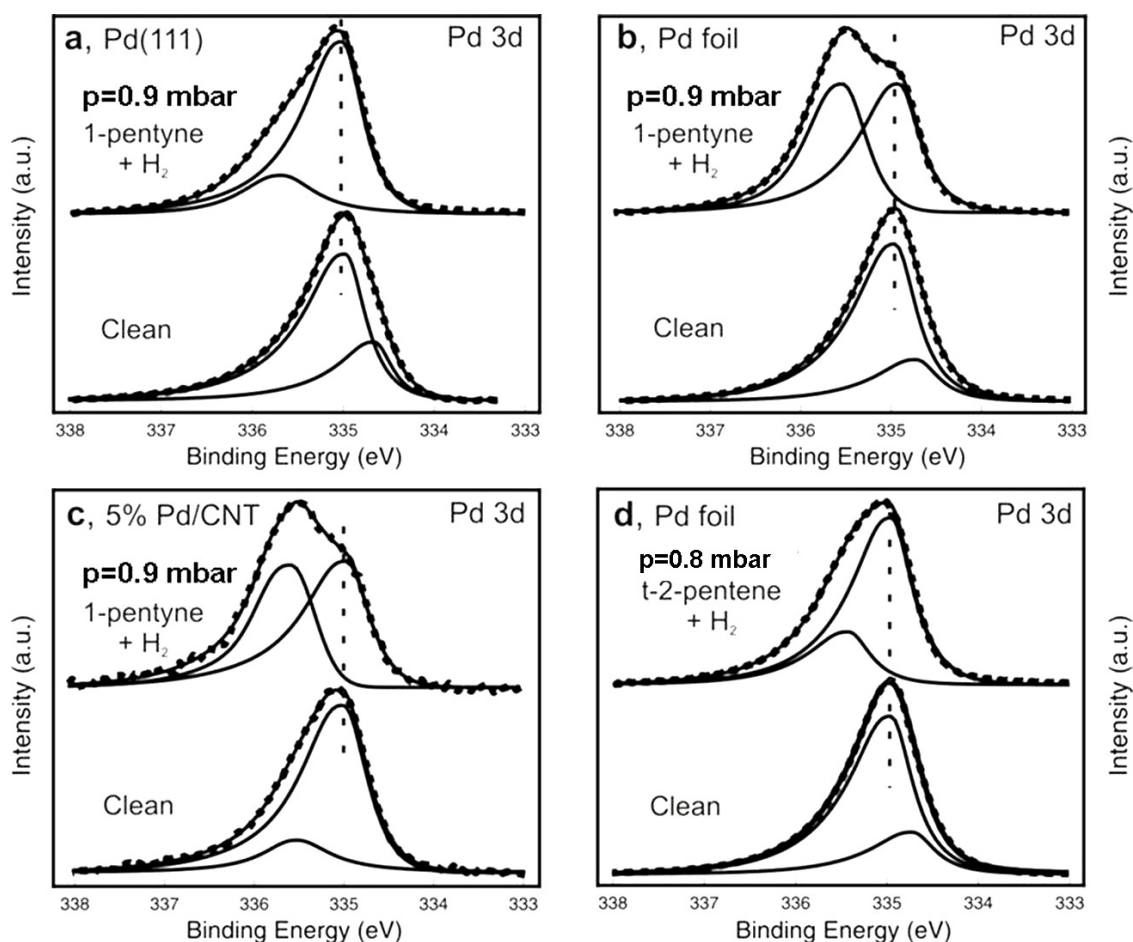 a, Pd(111)
Pd 3d
p=0.9 mbar
1-pentyne
+ H₂
Clean
Intensity (a.u.)
338 337 336 335 334 333
Binding Energy (eV)
b, Pd foil
Pd 3d
p=0.9 mbar
1-pentyne
+ H₂
Clean
Intensity (a.u.)
338 337 336 335 334 333
Binding Energy (eV)
c, 5% Pd/CNT
Pd 3d
p=0.9 mbar
1-pentyne
+ H₂
Clean
Intensity (a.u.)
338 337 336 335 334 333
Binding Energy (eV)
d, Pd foil
Pd 3d
p=0.8 mbar
t-2-pentene
+ H₂
Clean
Intensity (a.u.)
338 337 336 335 334 333
Binding Energy (eV)